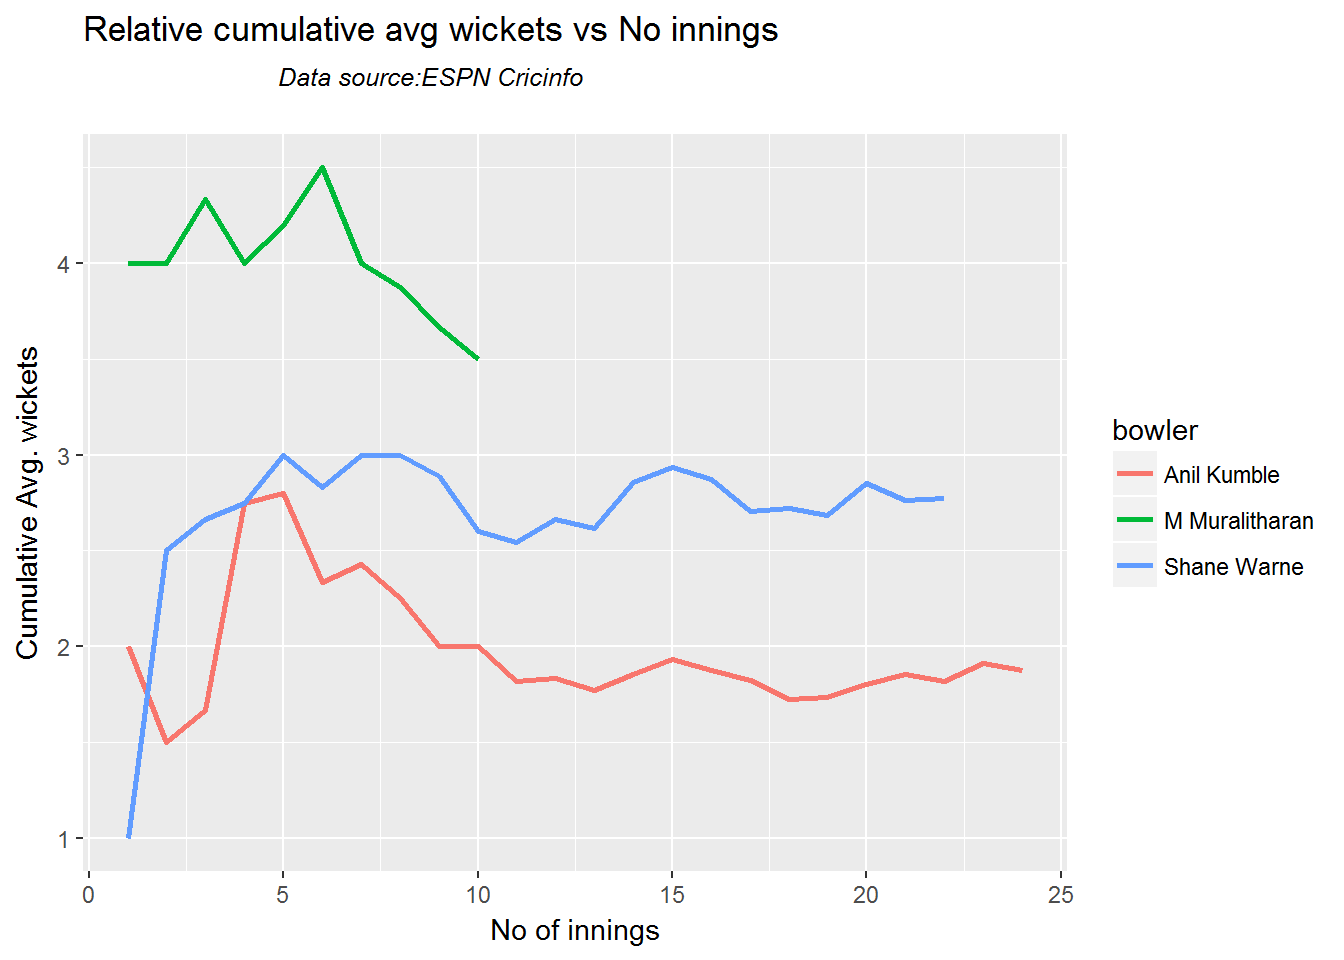 Relative cumulative avg wickets vs No innings
Data source:ESPN Cricinfo
Cumulative Avg. wickets
4
3
2
1
0
5
10
15
20
25
No of innings
bowler
Anil Kumble
M Muralitharan
Shane Warne